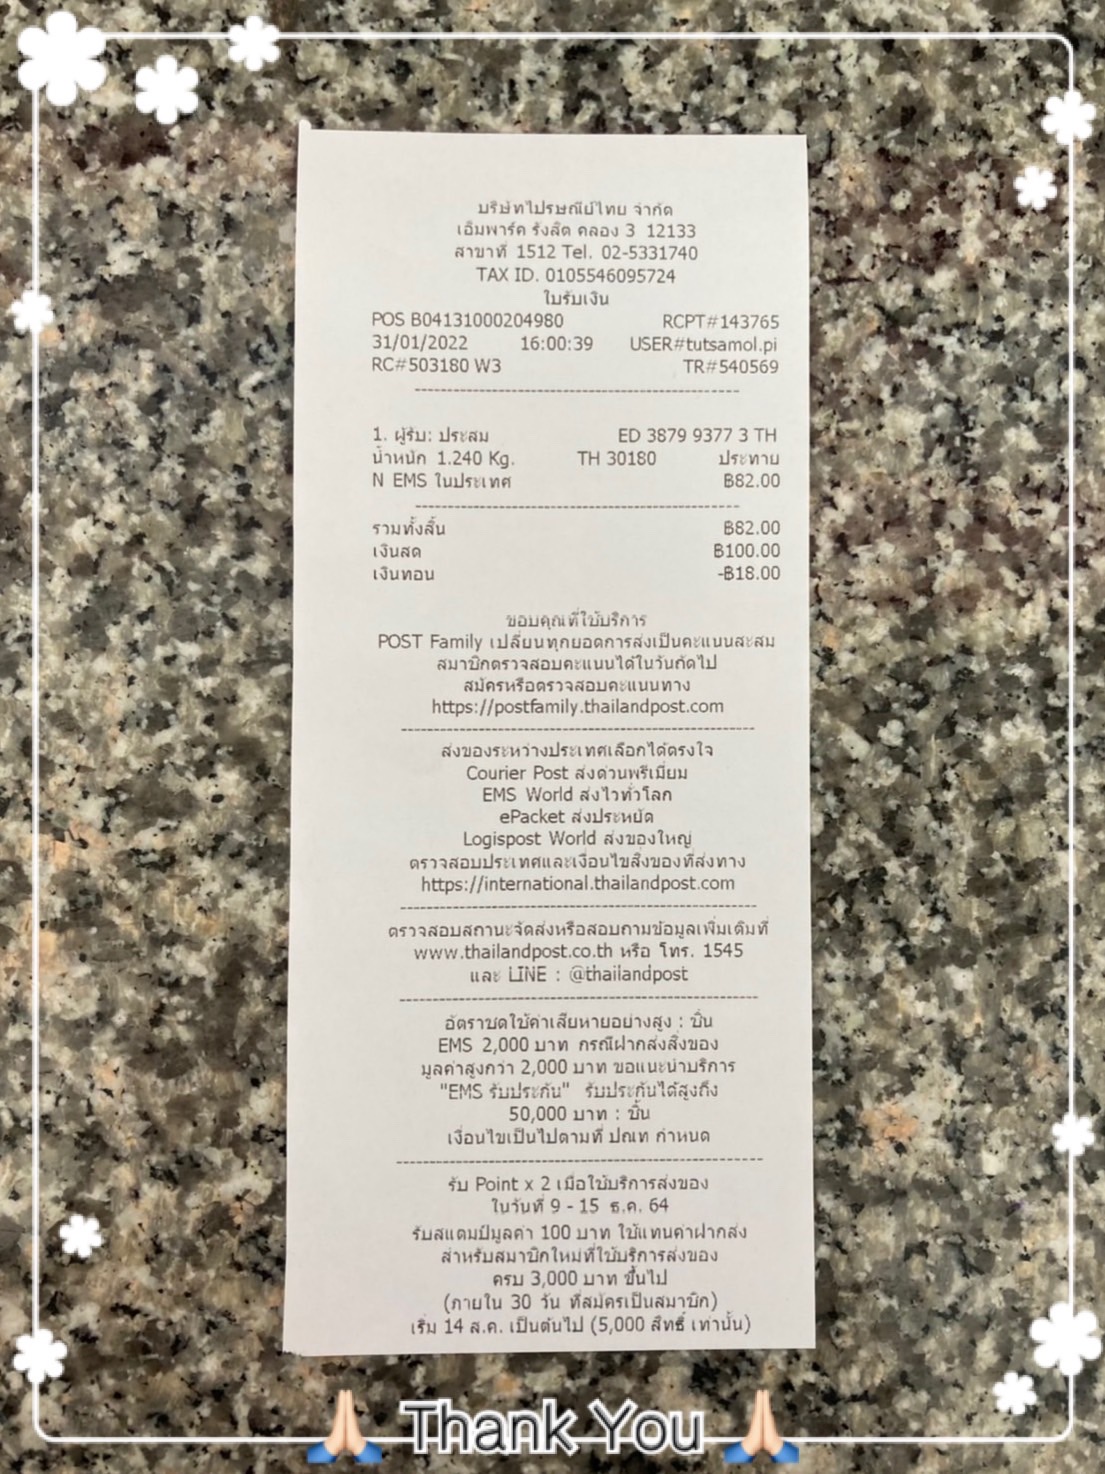 บริษัทไปรษณีย์ไทย จำกัด
เอ็มพาร์ค รังสิต คลอง 3 12133
สาขาที่ 1512 Tel. 02-5331740
TAX ID. 0105546095724
ใบรับเงิน
POS B04131000204980 RCPT#143765
31/01/2022 16:00:39 USER#tutsamol.pi
RC#503180 W3 TR#540569
1. ผู้รับ: ประสม ED 3879 9377 3 TH
น้ำหนัก 1.240 Kg. TH 30180 ประทาย
N EMS ในประเทศ ฿82.00
รวมทั้งสิ้น ฿82.00
เงินสด ฿100.00
เงินทอน -฿18.00
ขอบคุณที่ใช้บริการ
POST Family เปลี่ยนทุกยอดการส่งเป็นคะแนนสะสม
สมาชิกตรวจสอบคะแนนได้ในวันถัดไป
สมัครหรือตรวจสอบคะแนนทาง
https://postfamily.thailandpost.com
ส่งของระหว่างประเทศเลือกได้ตรงใจ
Courier Post ส่งด่วนพรีเมี่ยม
EMS World ส่งไวทั่วโลก
ePacket ส่งประหยัด
Logispost World ส่งของใหญ่
ตรวจสอบประเทศและเงื่อนไขสิ่งของที่ส่งทาง
https://international.thailandpost.com
ตรวจสอบสถานะจัดส่งหรือสอบถามข้อมูลเพิ่มเติมที่
www.thailandpost.co.th หรือ โทร. 1545
และ LINE : @thailandpost
อัตราชดใช้ค่าเสียหายอย่างสูง : ชิ้น
EMS 2,000 บาท กรณีฝากส่งสิ่งของ
มูลค่าสูงกว่า 2,000 บาท ขอแนะนำบริการ
"EMS รับประกัน" รับประกันได้สูงถึง
50,000 บาท : ชิ้น
เงื่อนไขเป็นไปตามที่ ปณท กำหนด
รับ Point x 2 เมื่อใช้บริการส่งของ
ในวันที่ 9 - 15 ธ.ค. 64
รับสแตมป์มูลค่า 100 บาท ใช้แทนค่าฝากส่ง
สำหรับสมาชิกใหม่ที่ใช้บริการส่งของ
ครบ 3,000 บาท ขึ้นไป
(ภายใน 30 วัน ที่สมัครเป็นสมาชิก)
เริ่ม 14 ส.ค. เป็นต้นไป (5,000 สิทธิ์ เท่านั้น)
Thank You